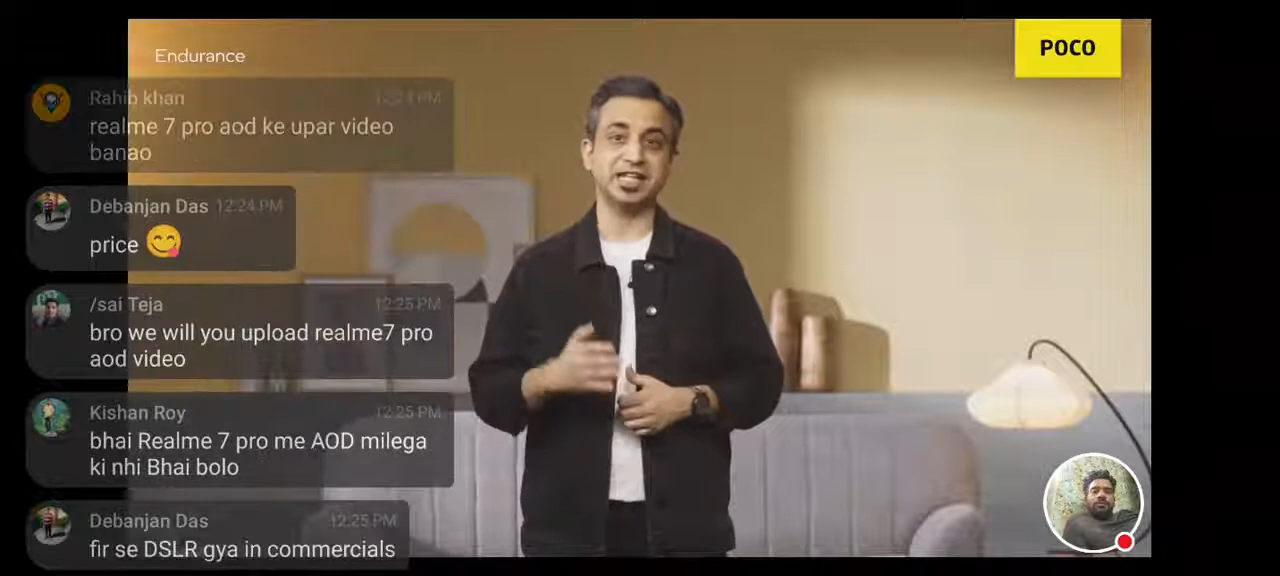 Endurance
POCO
Rahib khan 12:24 PM
realme 7 pro aod ke upar video
banao
Debanjan Das 12:24 PM
price 😋
/sai Teja 12:25 PM
bro we will you upload realme7 pro
aod video
Kishan Roy 12:25 PM
bhai Realme 7 pro me AOD milega
ki nhi Bhai bolo
Debanjan Das 12:25 PM
fir se DSLR gya in commercials